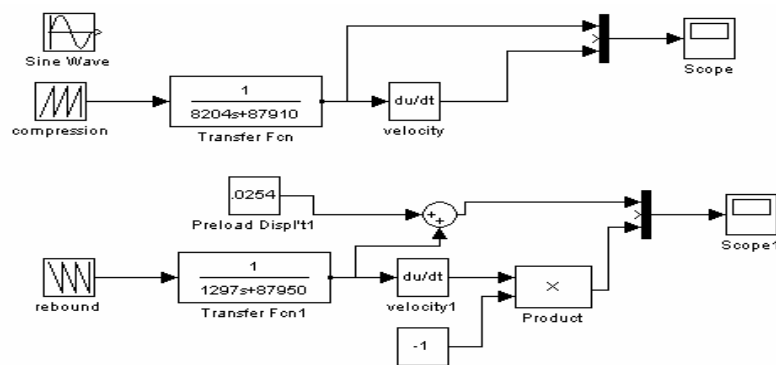 Sine Wave
compression
1
8204s+87910
Transfer Fcn
du/dt
velocity
Scope
.0254
Preload Displ't1
+
+
rebound
1
1297s+87950
Transfer Fcn1
du/dt
velocity1
-1
×
Product
Scope1